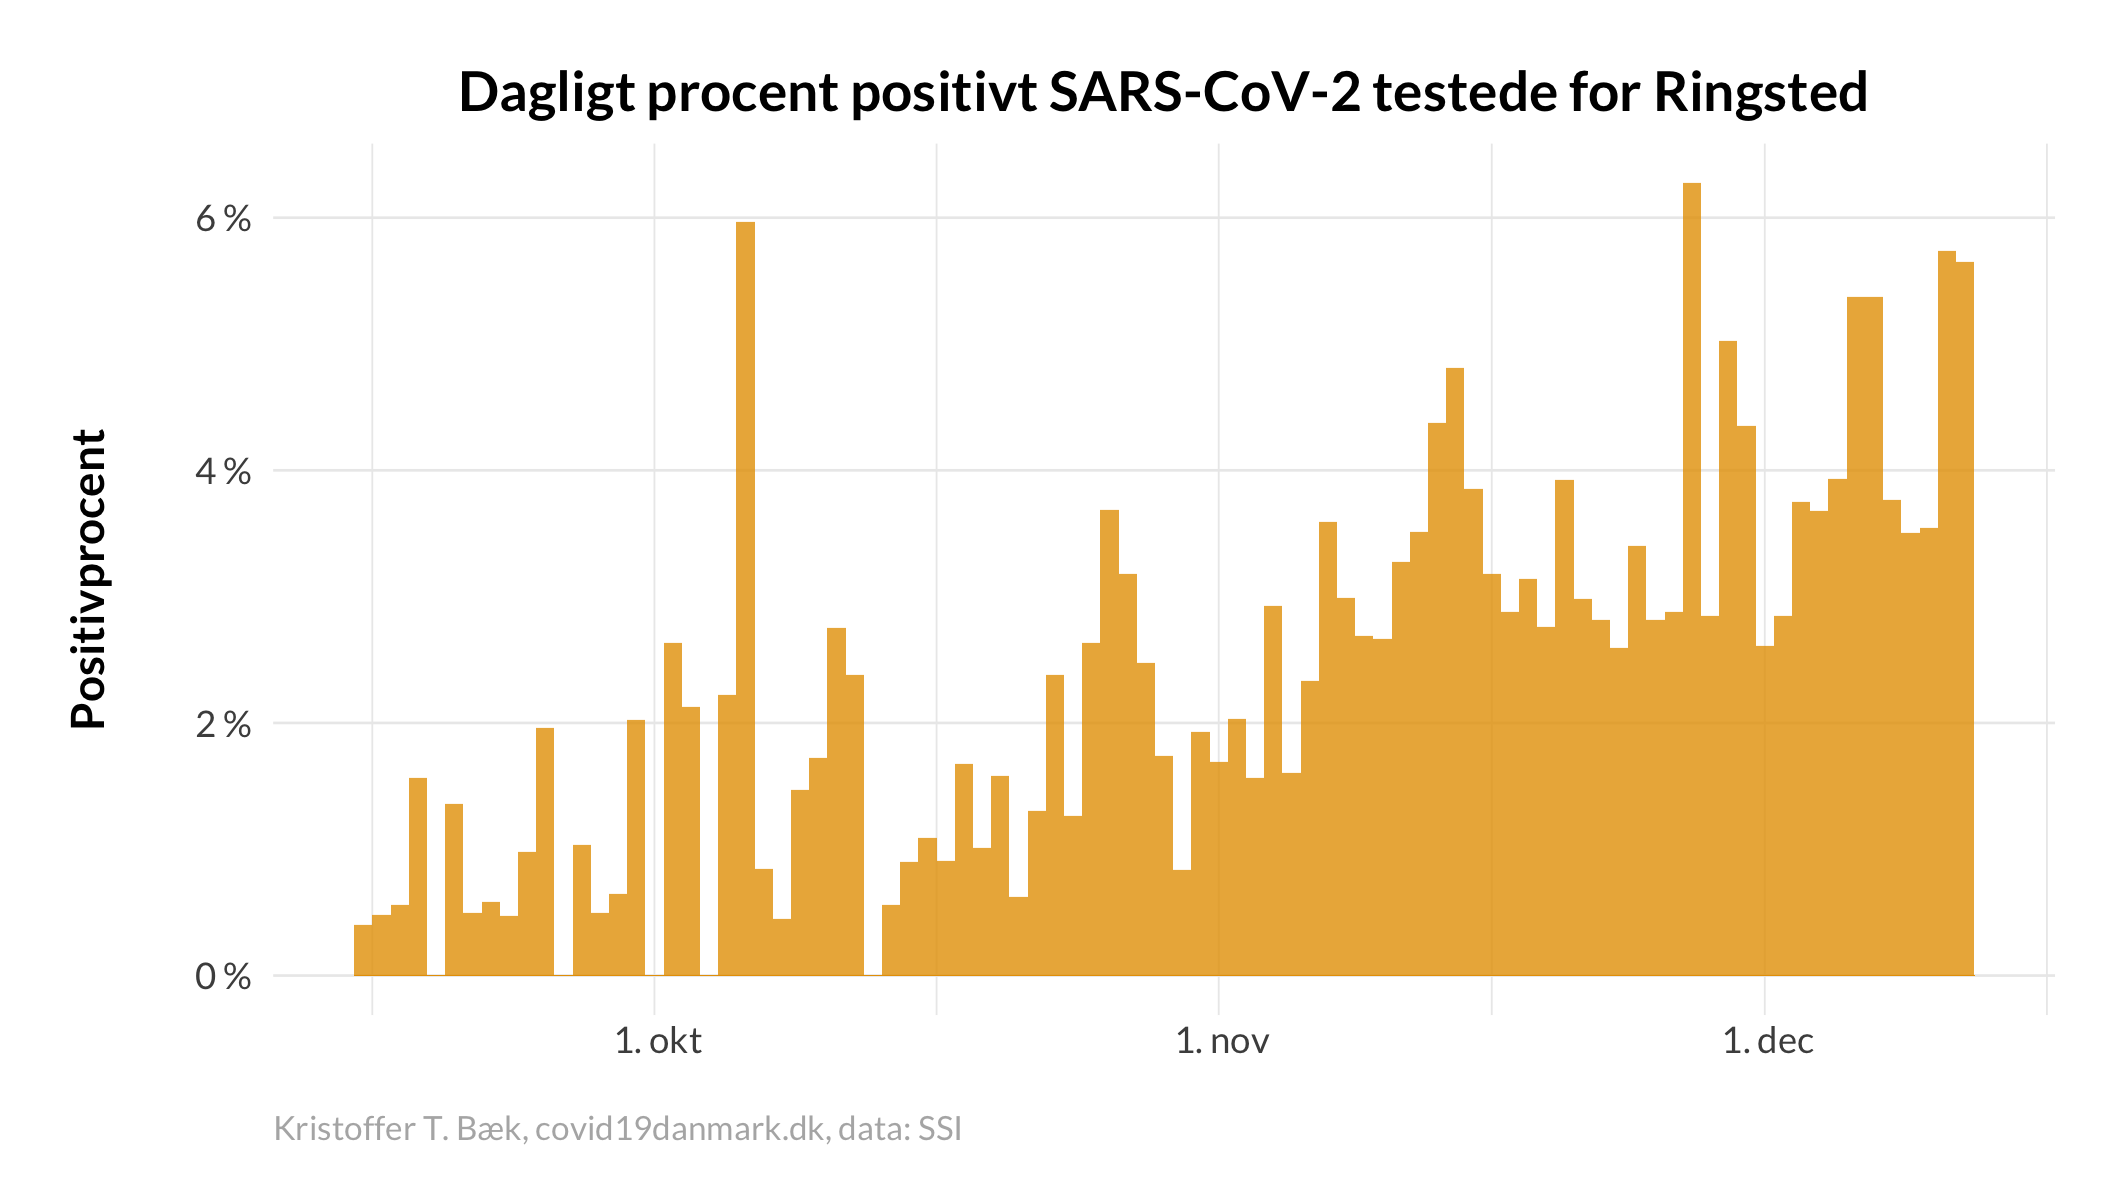 Dagligt procent positivt SARS-CoV-2 testede for Ringsted
Positivprocent
6 %
4 %
2 %
0 %
1. okt
1. nov
1. dec
Kristoffer T. Bæk, covid19danmark.dk, data: SSI